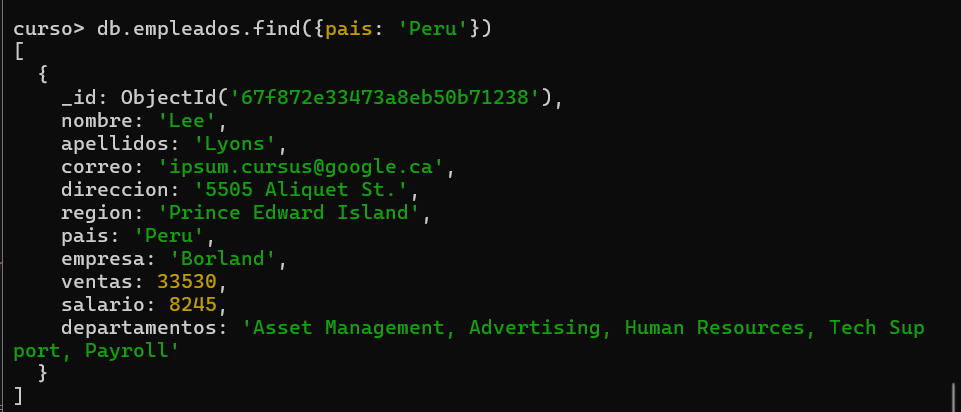 curso> db.empleados.find({pais: 'Peru'})
[
  {
    _id: ObjectId('67f872e33473a8eb50b71238'),
    nombre: 'Lee',
    apellidos: 'Lyons',
    correo: 'ipsum.cursus@google.ca',
    direccion: '5505 Aliquet St.',
    region: 'Prince Edward Island',
    pais: 'Peru',
    empresa: 'Borland',
    ventas: 33530,
    salario: 8245,
    departamentos: 'Asset Management, Advertising, Human Resources, Tech Sup
port, Payroll'
  }
]